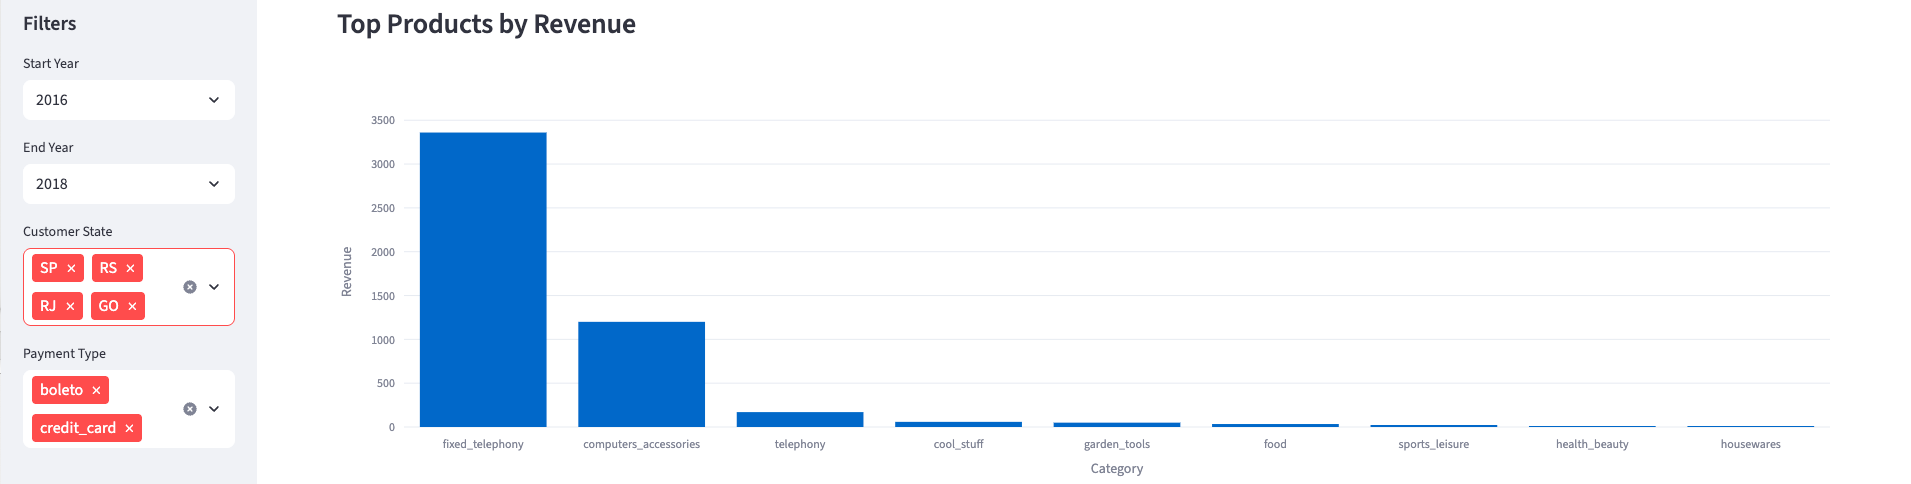 Filters
Start Year
2016
End Year
2018
Customer State
SP × RS ×
RJ × GO ×
Payment Type
boleto ×
credit_card ×
Top Products by Revenue
Revenue
3500
3000
2500
2000
1500
1000
500
0
fixed_telephony computers_accessories telephony cool_stuff garden_tools food sports_leisure health_beauty housewares
Category